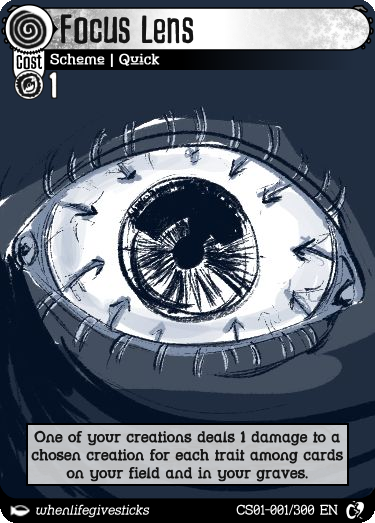 Focus Lens
Cost
Scheme | Quick
1
One of your creations deals 1 damage to a
chosen creation for each trait among cards
on your field and in your graves.
whenlifegivesticks
CS01-001/300 EN